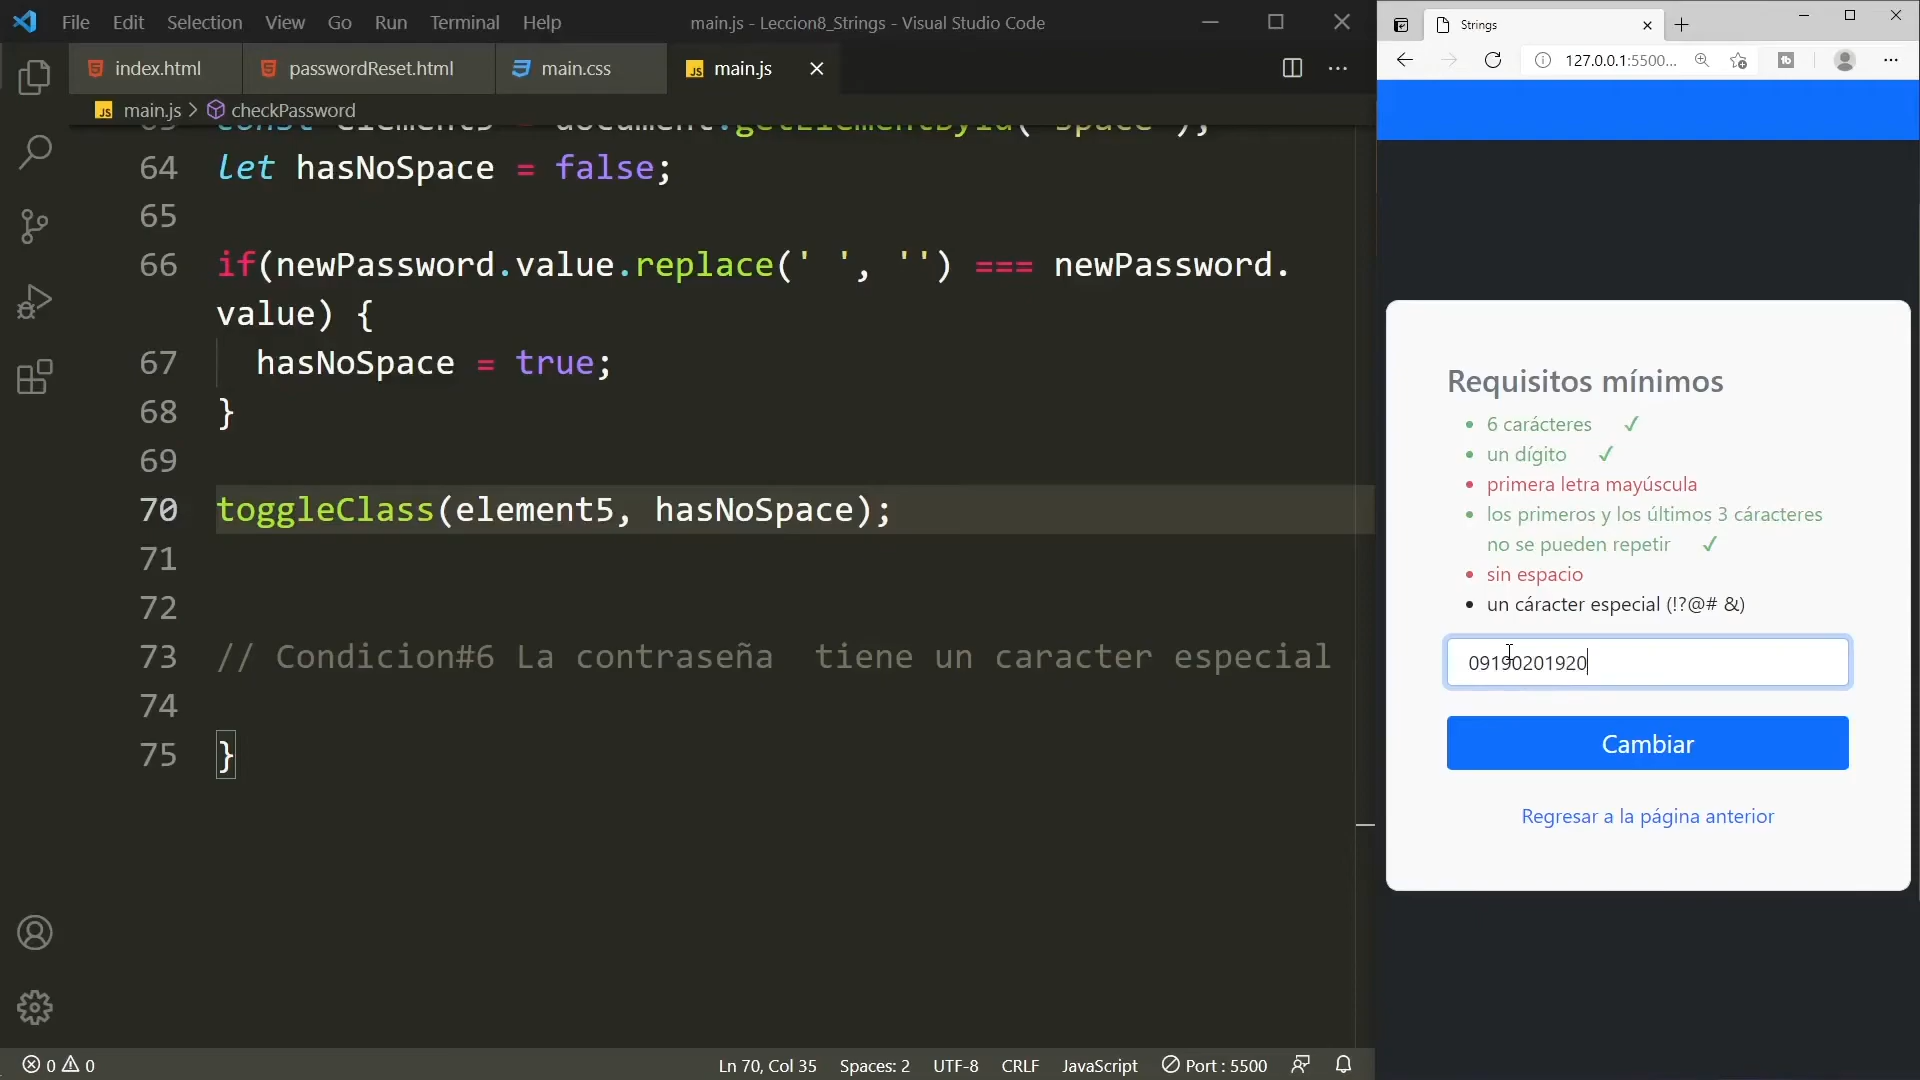 File Edit Selection View Go Run Terminal Help
main.js - Leccion8_Strings - Visual Studio Code
index.html
passwordReset.html
main.css
main.js
main.js > checkPassword
64 let hasNoSpace = false;
65
66 if(newPassword.value.replace(' ', '') === newPassword.
value) {
67 hasNoSpace = true;
68 }
69
70 toggleClass(element5, hasNoSpace);
71
72
73 // Condicion#6 La contraseña  tiene un caracter especial
74
75 }
0 0
Ln 70, Col 35
Spaces: 2
UTF-8
CRLF
JavaScript
Port : 5500
Strings
127.0.0.1:5500...
Requisitos mínimos
6 carácteres ✓
un dígito ✓
primera letra mayúscula
los primeros y los últimos 3 cáracteres
no se pueden repetir ✓
sin espacio
un cáracter especial (!?@# &)
09190201920
Cambiar
Regresar a la página anterior